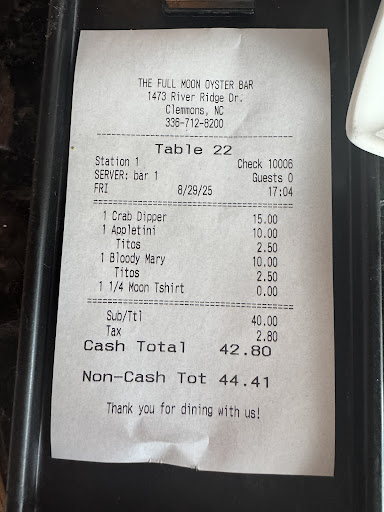 THE FULL MOON OYSTER BAR
1473 River Ridge Dr.
Clemmons, NC
336-712-8200
Table 22
Station 1 Check 10006
SERVER: bar 1 Guests 0
FRI 8/29/25 17:04
1 Crab Dipper 15.00
1 Appletini 10.00
Titos 2.50
1 Bloody Mary 10.00
Titos 2.50
1 1/4 Moon Tshirt 0.00
Sub/Ttl 40.00
Tax 2.80
Cash Total 42.80
Non-Cash Tot 44.41
Thank you for dining with us!